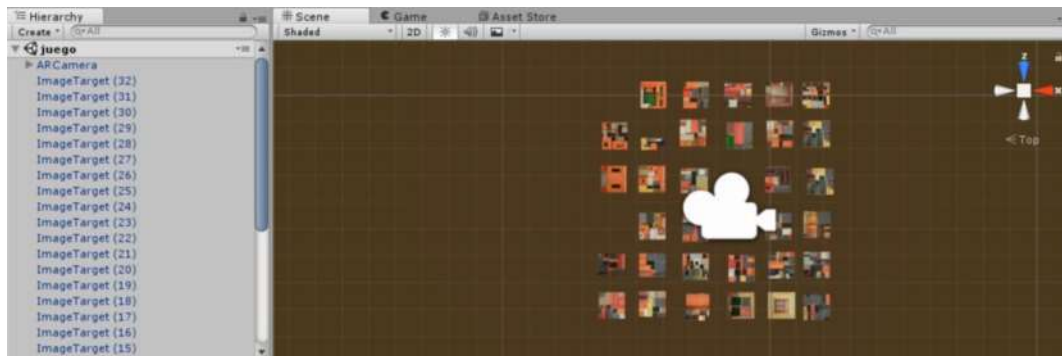 Hierarchy
Create
All
juego
ARCamera
ImageTarget (32)
ImageTarget (31)
ImageTarget (30)
ImageTarget (29)
ImageTarget (28)
ImageTarget (27)
ImageTarget (26)
ImageTarget (25)
ImageTarget (24)
ImageTarget (23)
ImageTarget (22)
ImageTarget (21)
ImageTarget (20)
ImageTarget (19)
ImageTarget (18)
ImageTarget (17)
ImageTarget (16)
ImageTarget (15)
Scene Game Asset Store
Shaded 2D Gizmos All
z
x
Top